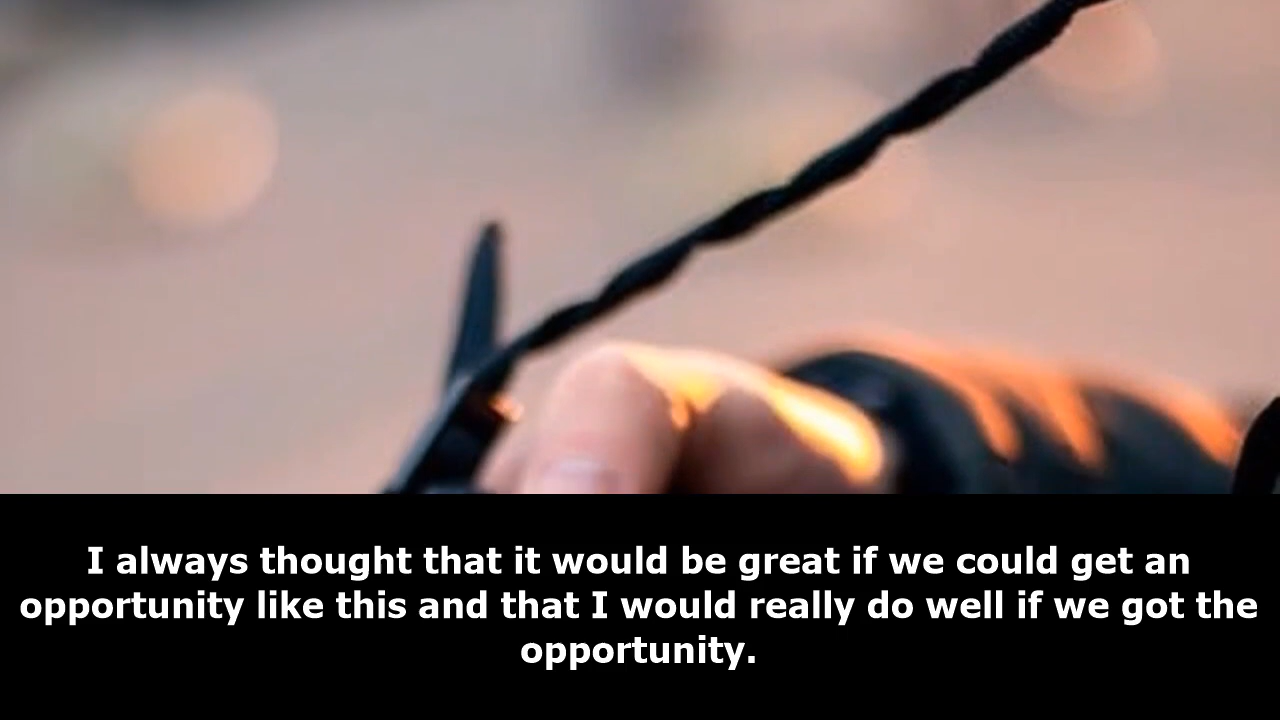 I always thought that it would be great if we could get an
opportunity like this and that I would really do well if we got the
opportunity.